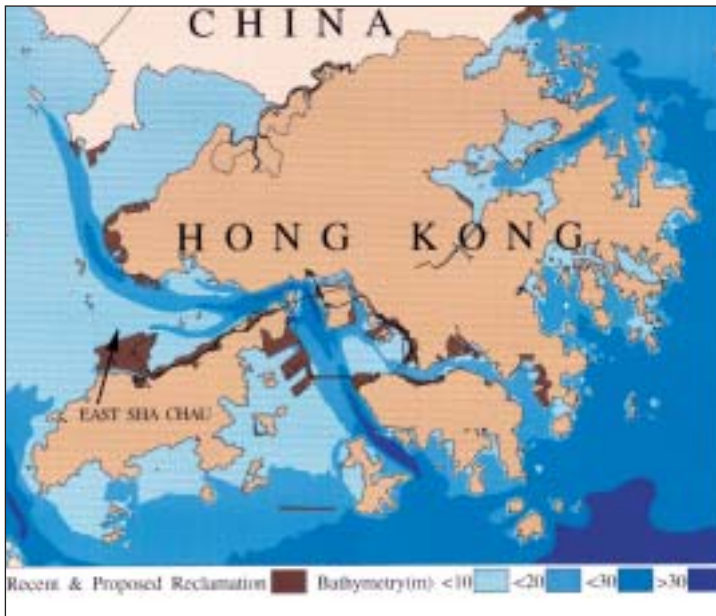 CHINA
HONG KONG
EAST SHA CHAU
Recent & Proposed Reclamation Bathymetry(m) <10 <20 <30 >30